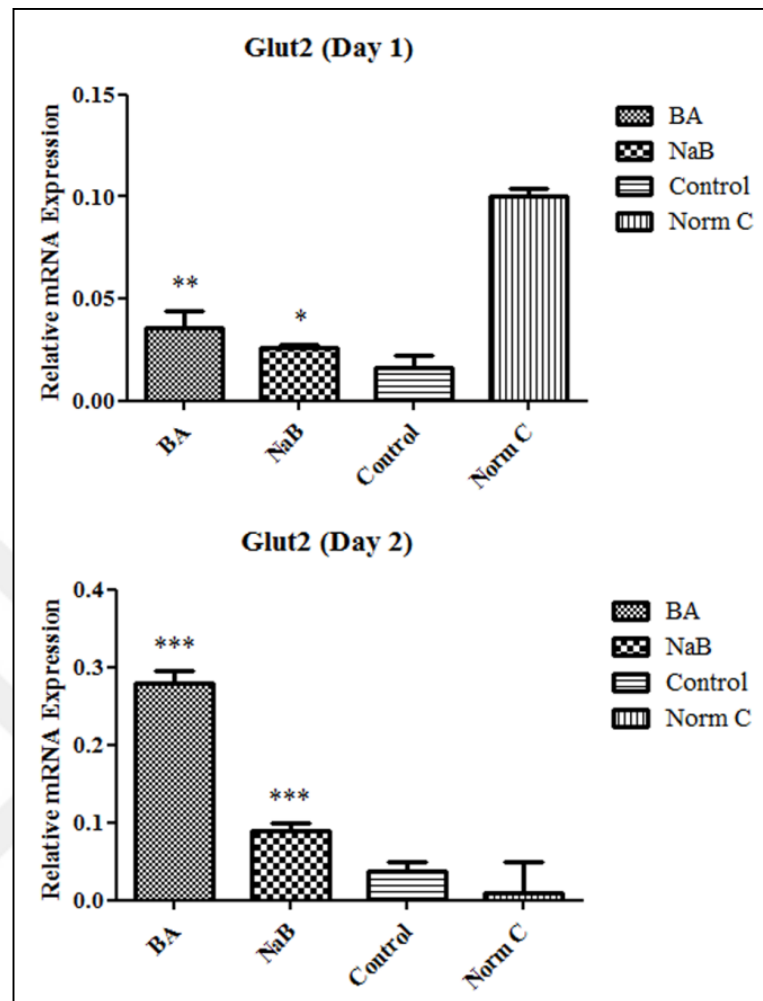 Glut2 (Day 1)
Relative mRNA Expression
0.15
0.10
0.05
0.00
**
*
BA
NaB
Control
Norm C
BA
NaB
Control
Norm C
Glut2 (Day 2)
Relative mRNA Expression
0.4
0.3
0.2
0.1
0.0
***
***
BA
NaB
Control
Norm C
BA
NaB
Control
Norm C